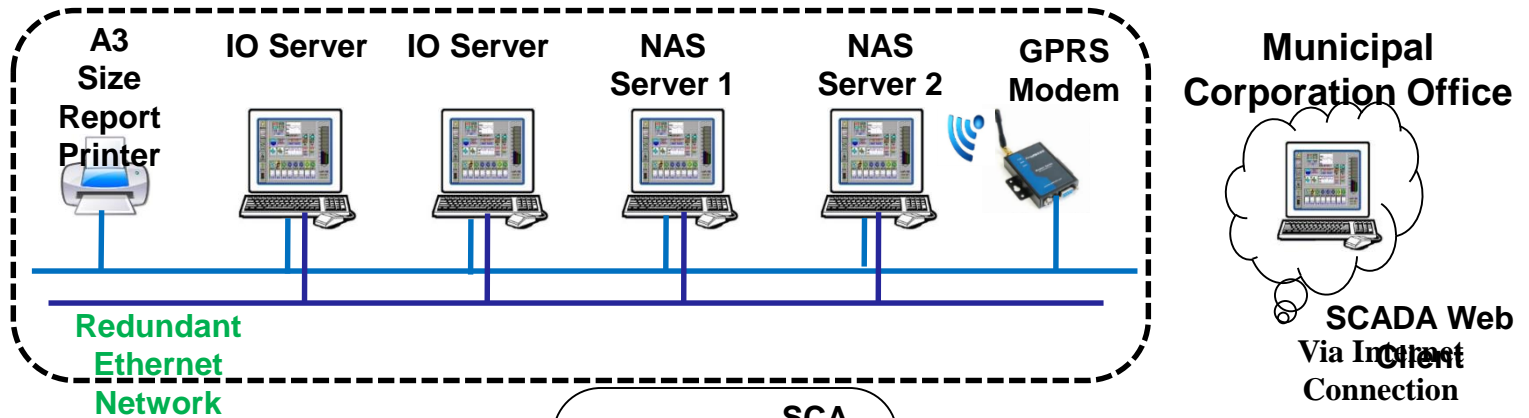 A3
Size
Report
Printer
IO Server
IO Server
NAS
Server 1
NAS
Server 2
GPRS
Modem
Municipal
Corporation Office
Redundant
Ethernet
Network
SCADA Web
Client
Via Internet
Connection
SCA